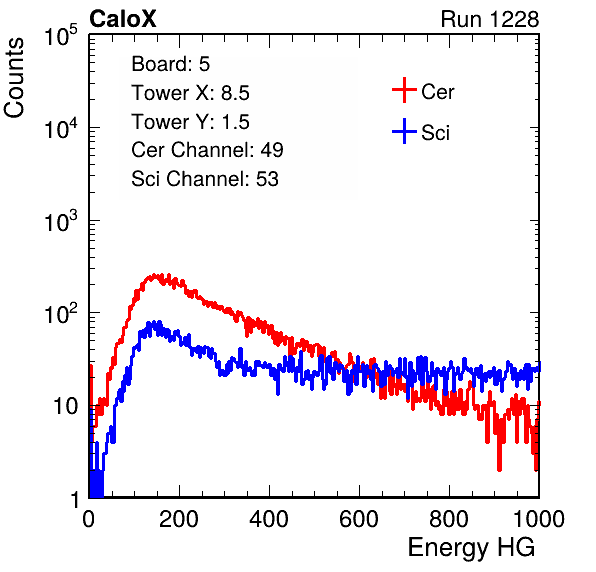 CaloX Run 1228
10^5
Counts
Board: 5
Tower X: 8.5
Tower Y: 1.5
Cer Channel: 49
Sci Channel: 53
Cer
Sci
10^4
10^3
10^2
10
1
0 200 400 600 800 1000
Energy HG